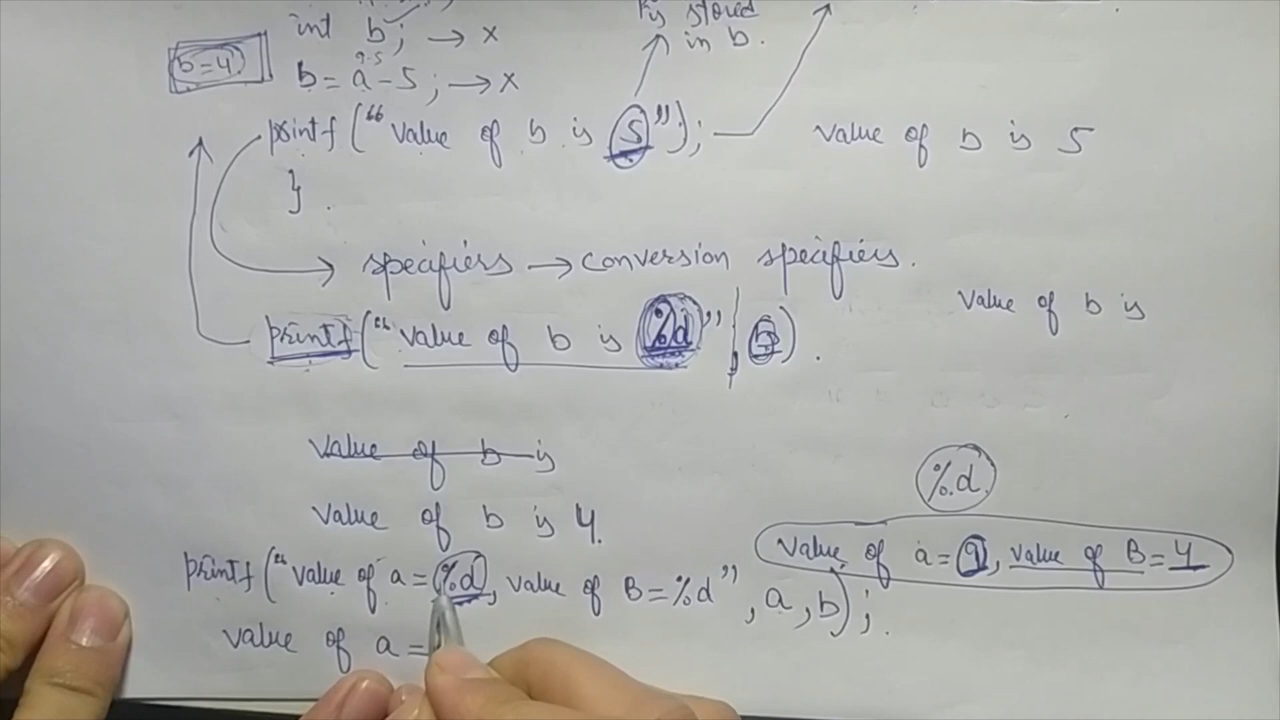 is stored
int b; → x
in b.
b=4
9-5
b = a - 5; → x
printf (“ Value of b is 5 ”);
Value of b is 5
}.
specifiers → conversion specifiers.
Value of b is
printf (“ Value of b is %d ”, b).
Value of b is
%d
Value of b is 4.
Value of a = 9, value of B = 4
printf (“ Value of a = %d, value of B = %d ”, a, b);.
Value of a =